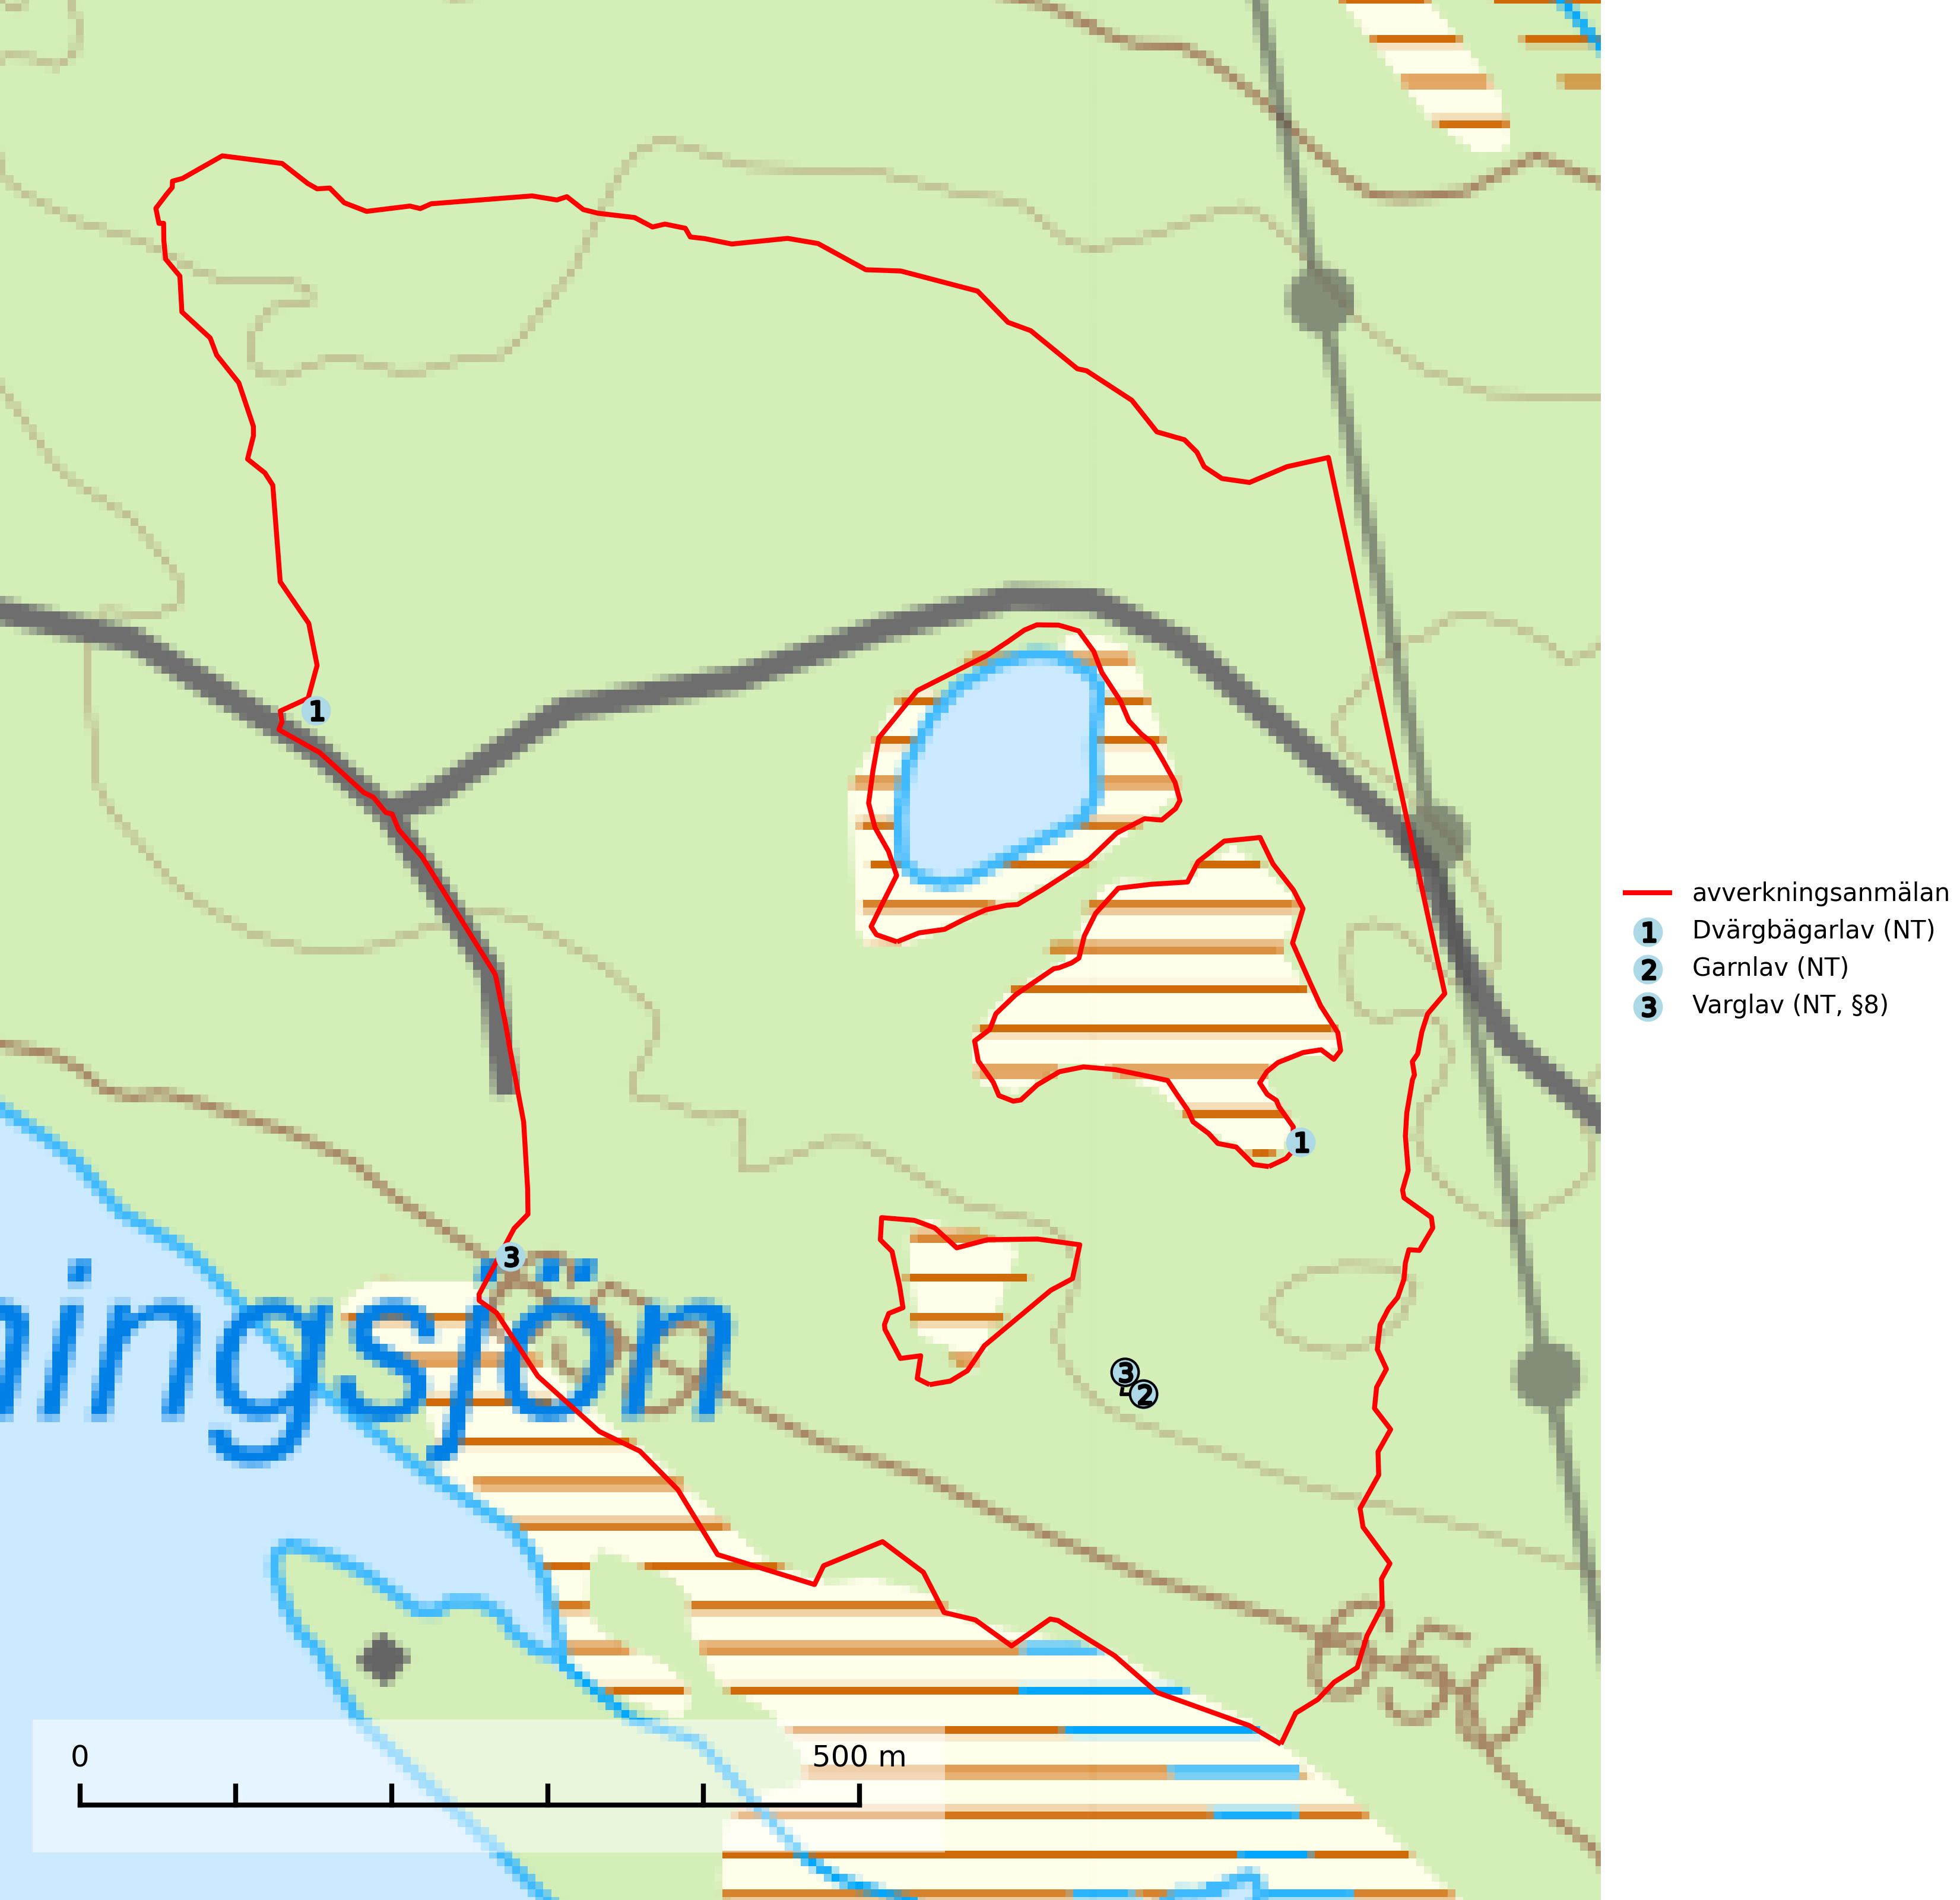 1
1
3
ningsjön
3
2
650
0 500 m
avverkningsanmälan
1 Dvärgbägarlav (NT)
2 Garnlav (NT)
3 Varglav (NT, §8)